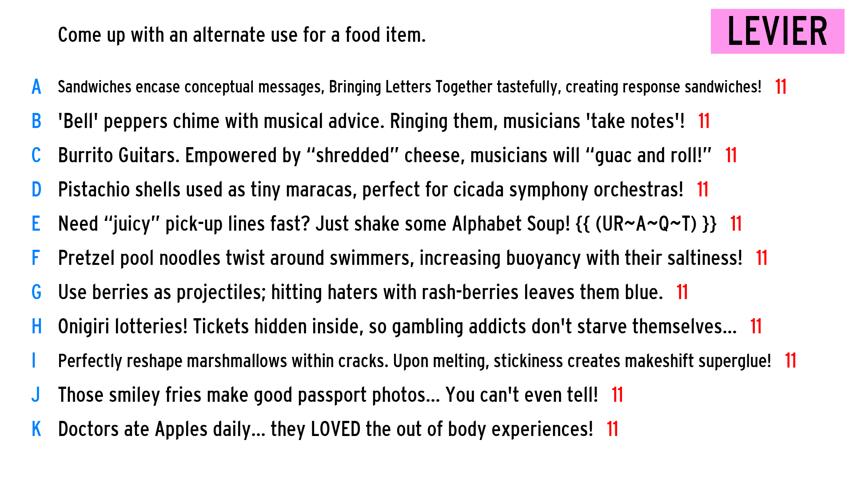 Come up with an alternate use for a food item.
LEVIER
A Sandwiches encase conceptual messages, Bringing Letters Together tastefully, creating response sandwiches! 11
B 'Bell' peppers chime with musical advice. Ringing them, musicians 'take notes'! 11
C Burrito Guitars. Empowered by “shredded” cheese, musicians will “guac and roll!” 11
D Pistachio shells used as tiny maracas, perfect for cicada symphony orchestras! 11
E Need “juicy” pick-up lines fast? Just shake some Alphabet Soup! {{ (UR~A~Q~T) }} 11
F Pretzel pool noodles twist around swimmers, increasing buoyancy with their saltiness! 11
G Use berries as projectiles; hitting haters with rash-berries leaves them blue. 11
H Onigiri lotteries! Tickets hidden inside, so gambling addicts don't starve themselves... 11
I Perfectly reshape marshmallows within cracks. Upon melting, stickiness creates makeshift superglue! 11
J Those smiley fries make good passport photos... You can't even tell! 11
K Doctors ate Apples daily... they LOVED the out of body experiences! 11